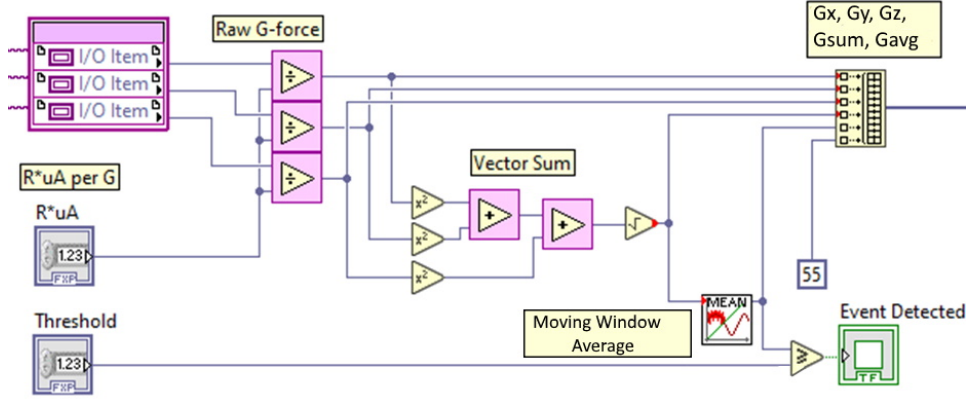 Gx, Gy, Gz,
Gsum, Gavg
Raw G-force
I/O Item
I/O Item
I/O Item
R*uA per G
R*uA
1.23
FXP
Vector Sum
x²
x²
x²
55
MEAN
Moving Window
Average
Event Detected
TF
Threshold
1.23
FXP